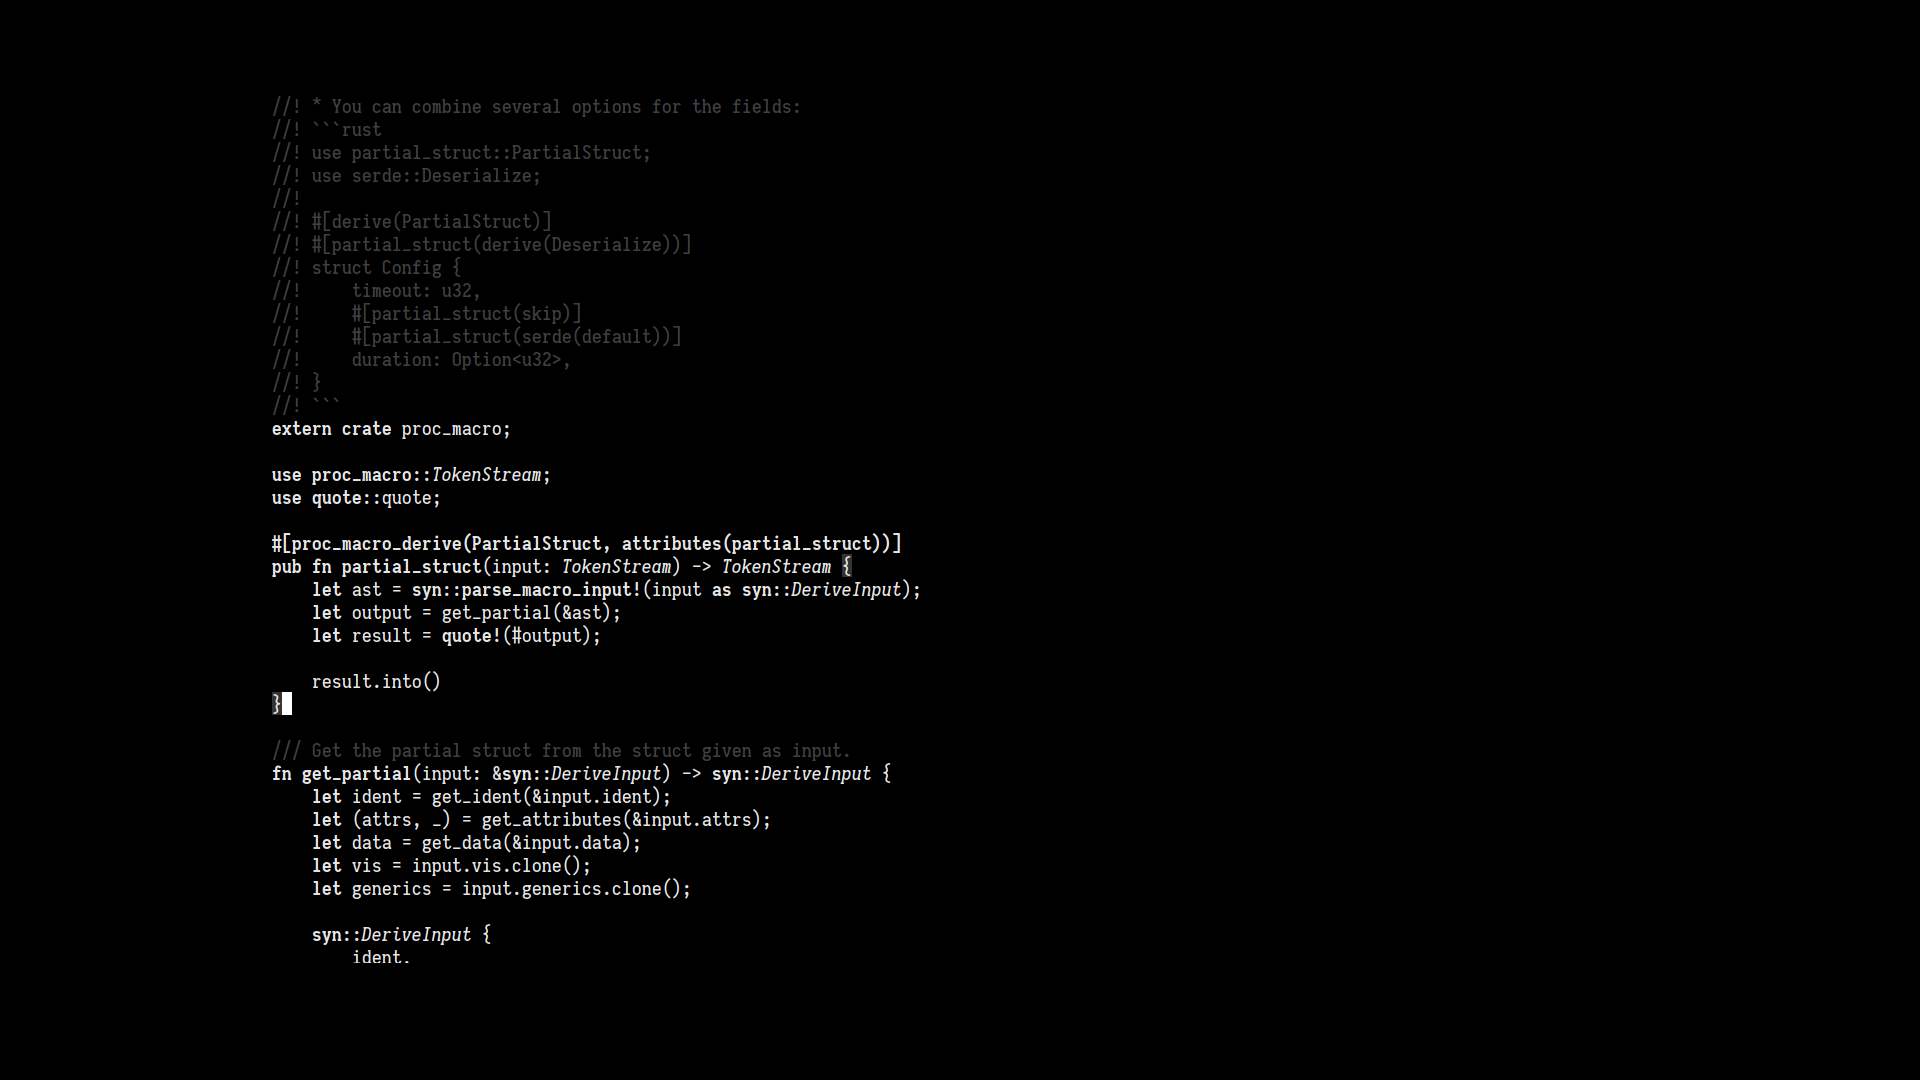 //! * You can combine several options for the fields:
//! ```rust
//! use partial_struct::PartialStruct;
//! use serde::Deserialize;
//!
//! #[derive(PartialStruct)]
//! #[partial_struct(derive(Deserialize))]
//! struct Config {
//!     timeout: u32,
//!     #[partial_struct(skip)]
//!     #[partial_struct(serde(default))]
//!     duration: Option<u32>,
//! }
//! ```
extern crate proc_macro;

use proc_macro::TokenStream;
use quote::quote;

#[proc_macro_derive(PartialStruct, attributes(partial_struct))]
pub fn partial_struct(input: TokenStream) -> TokenStream {
    let ast = syn::parse_macro_input!(input as syn::DeriveInput);
    let output = get_partial(&ast);
    let result = quote!(#output);

    result.into()
}

/// Get the partial struct from the struct given as input.
fn get_partial(input: &syn::DeriveInput) -> syn::DeriveInput {
    let ident = get_ident(&input.ident);
    let (attrs, _) = get_attributes(&input.attrs);
    let data = get_data(&input.data);
    let vis = input.vis.clone();
    let generics = input.generics.clone();

    syn::DeriveInput {
        ident,